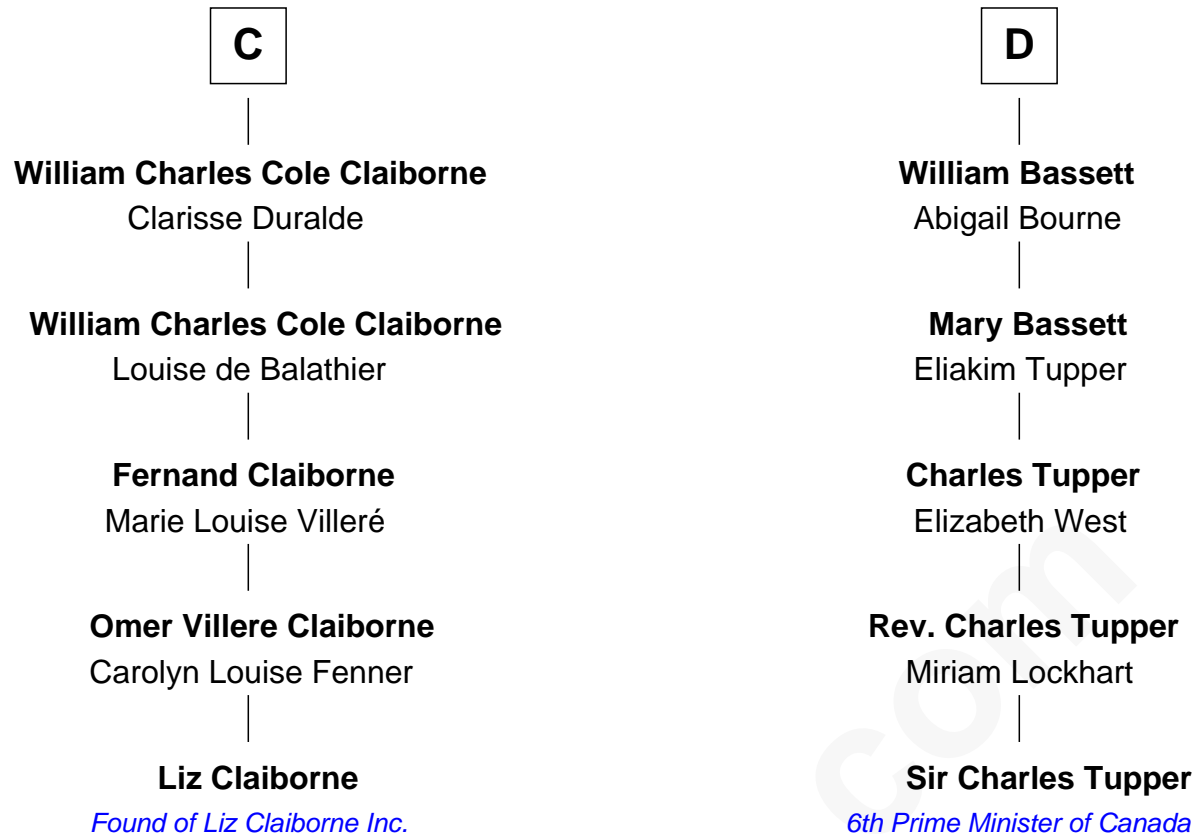 C
William Charles Cole Claiborne
Clarisse Duralde
William Charles Cole Claiborne
Louise de Balathier
Fernand Claiborne
Marie Louise Villeré
Omer Villere Claiborne
Carolyn Louise Fenner
Liz Claiborne
Found of Liz Claiborne Inc.
D
William Bassett
Abigail Bourne
Mary Bassett
Eliakim Tupper
Charles Tupper
Elizabeth West
Rev. Charles Tupper
Miriam Lockhart
Sir Charles Tupper
6th Prime Minister of Canada
com